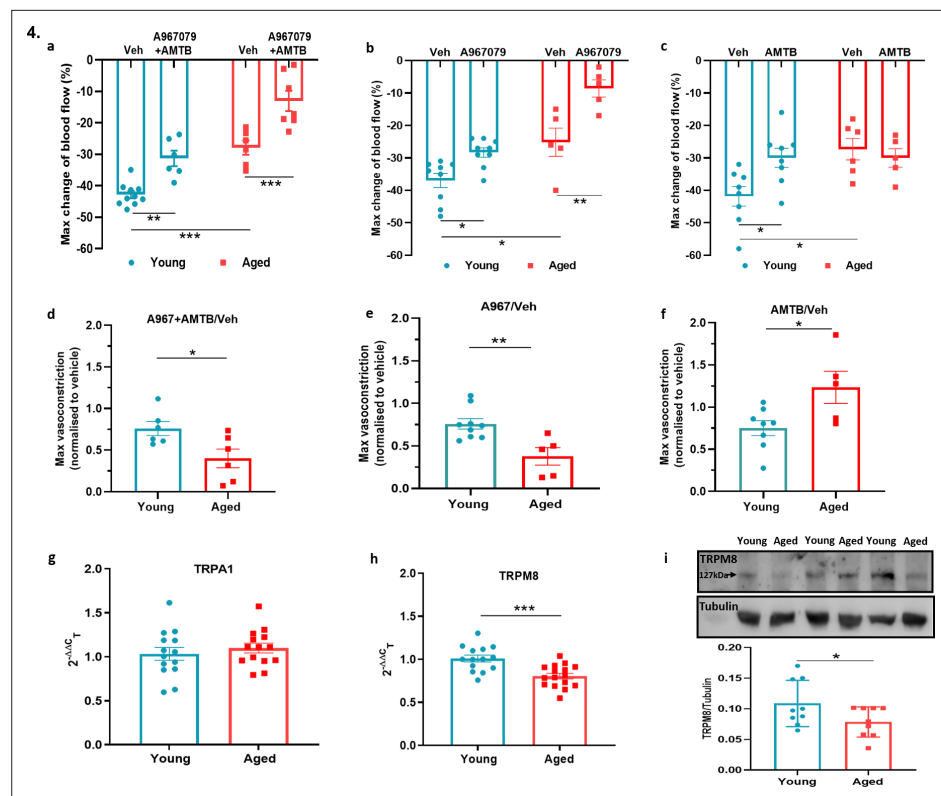 4.
a
Veh A967079 +AMTB Veh A967079 +AMTB
Max change of blood flow (%)
0
-10
-20
-30
-40
-50
-60
**
***
***
Young Aged
b
Veh A967079 Veh A967079
Max change of blood flow (%)
0
-10
-20
-30
-40
-50
-60
*
**
*
Young Aged
c
Veh AMTB Veh AMTB
Max change of blood flow (%)
0
-10
-20
-30
-40
-50
-60
*
*
Young Aged
d
A967+AMTB/Veh
Max vasoconstriction
(normalised to vehicle)
2.0
1.5
1.0
0.5
0.0
*
Young Aged
e
A967/Veh
Max vasoconstriction
(normalised to vehicle)
2.0
1.5
1.0
0.5
0.0
**
Young Aged
f
AMTB/Veh
Max vasoconstriction
(normalised to vehicle)
2.0
1.5
1.0
0.5
0.0
*
Young Aged
g
TRPA1
2-ΔΔCT
2.0
1.5
1.0
0.5
0.0
Young Aged
h
TRPM8
2-ΔΔCT
2.0
1.5
1.0
0.5
0.0
***
Young Aged
i
Young Aged Young Aged Young Aged
TRPM8
127kDa
Tubulin
TRPM8/Tubulin
0.20
0.15
0.10
0.05
0.00
*
Young Aged